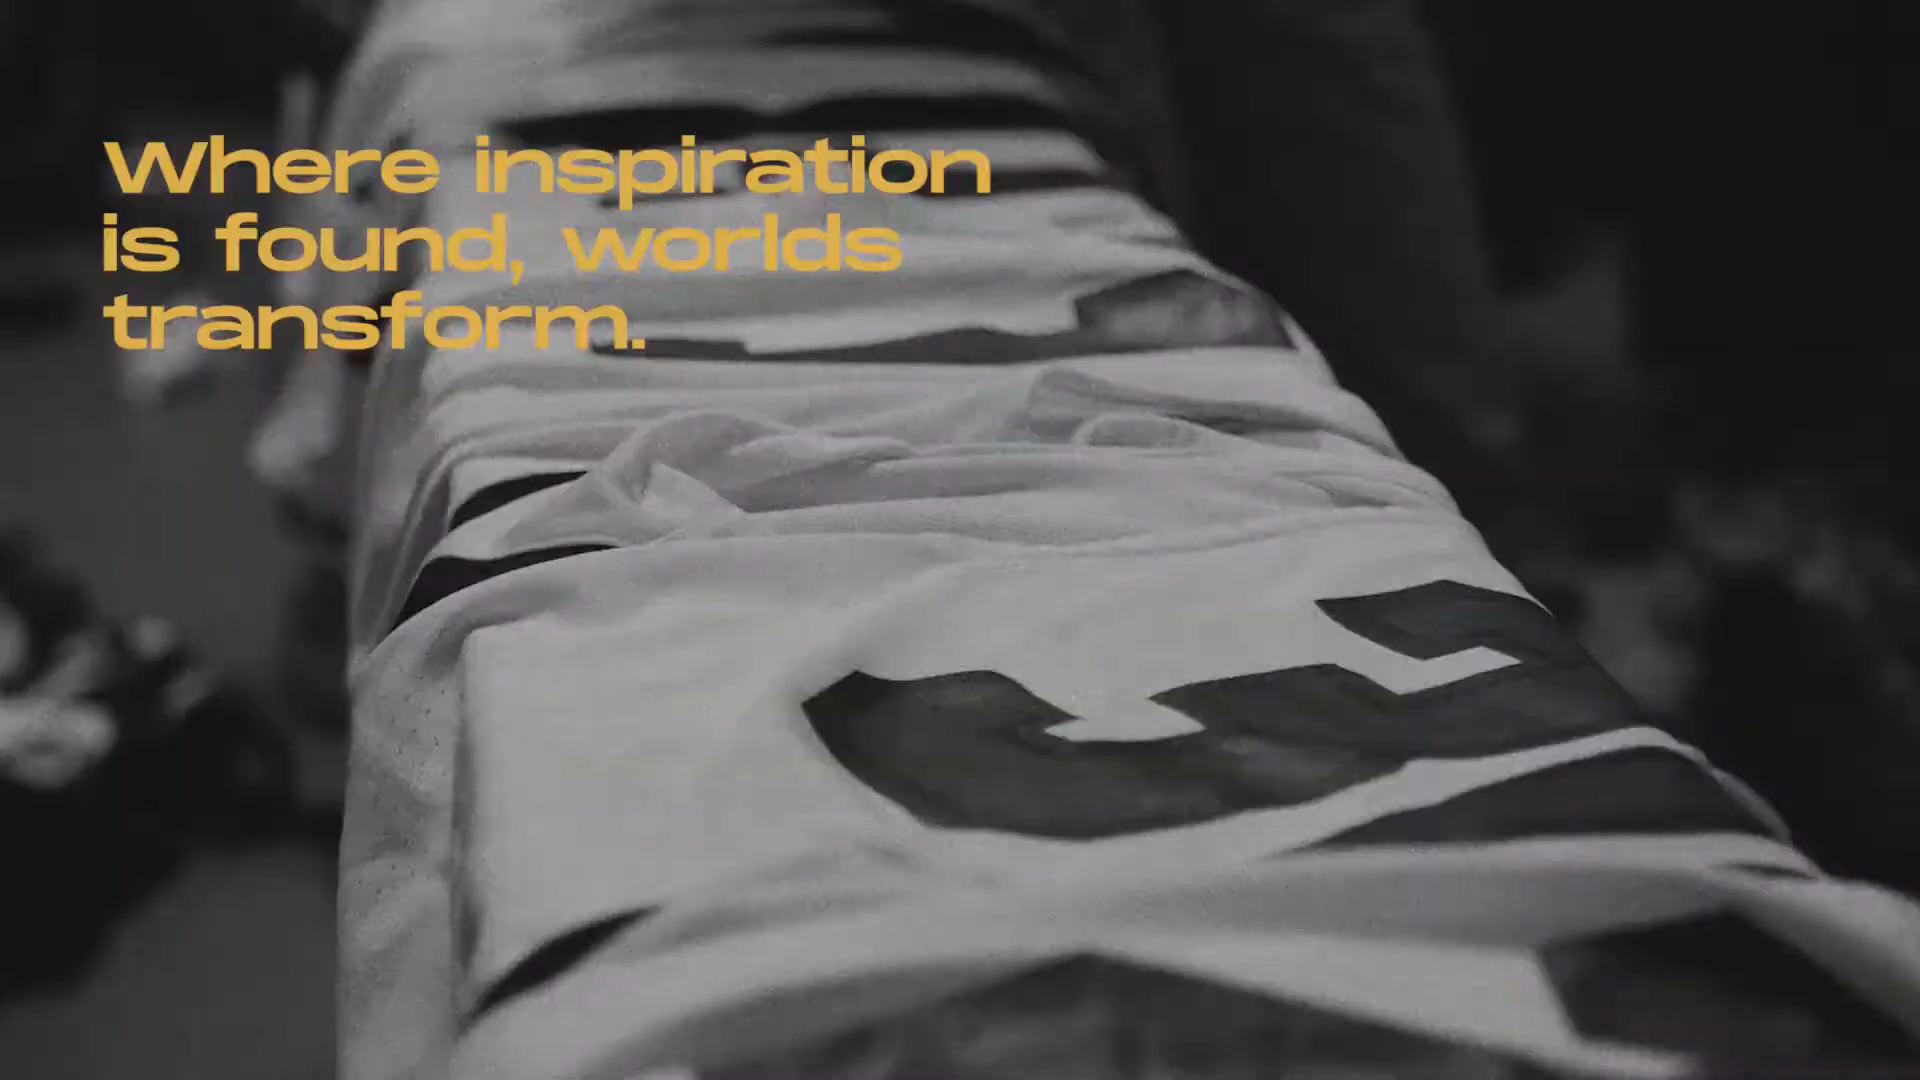 Where inspiration
is found, worlds
transform.